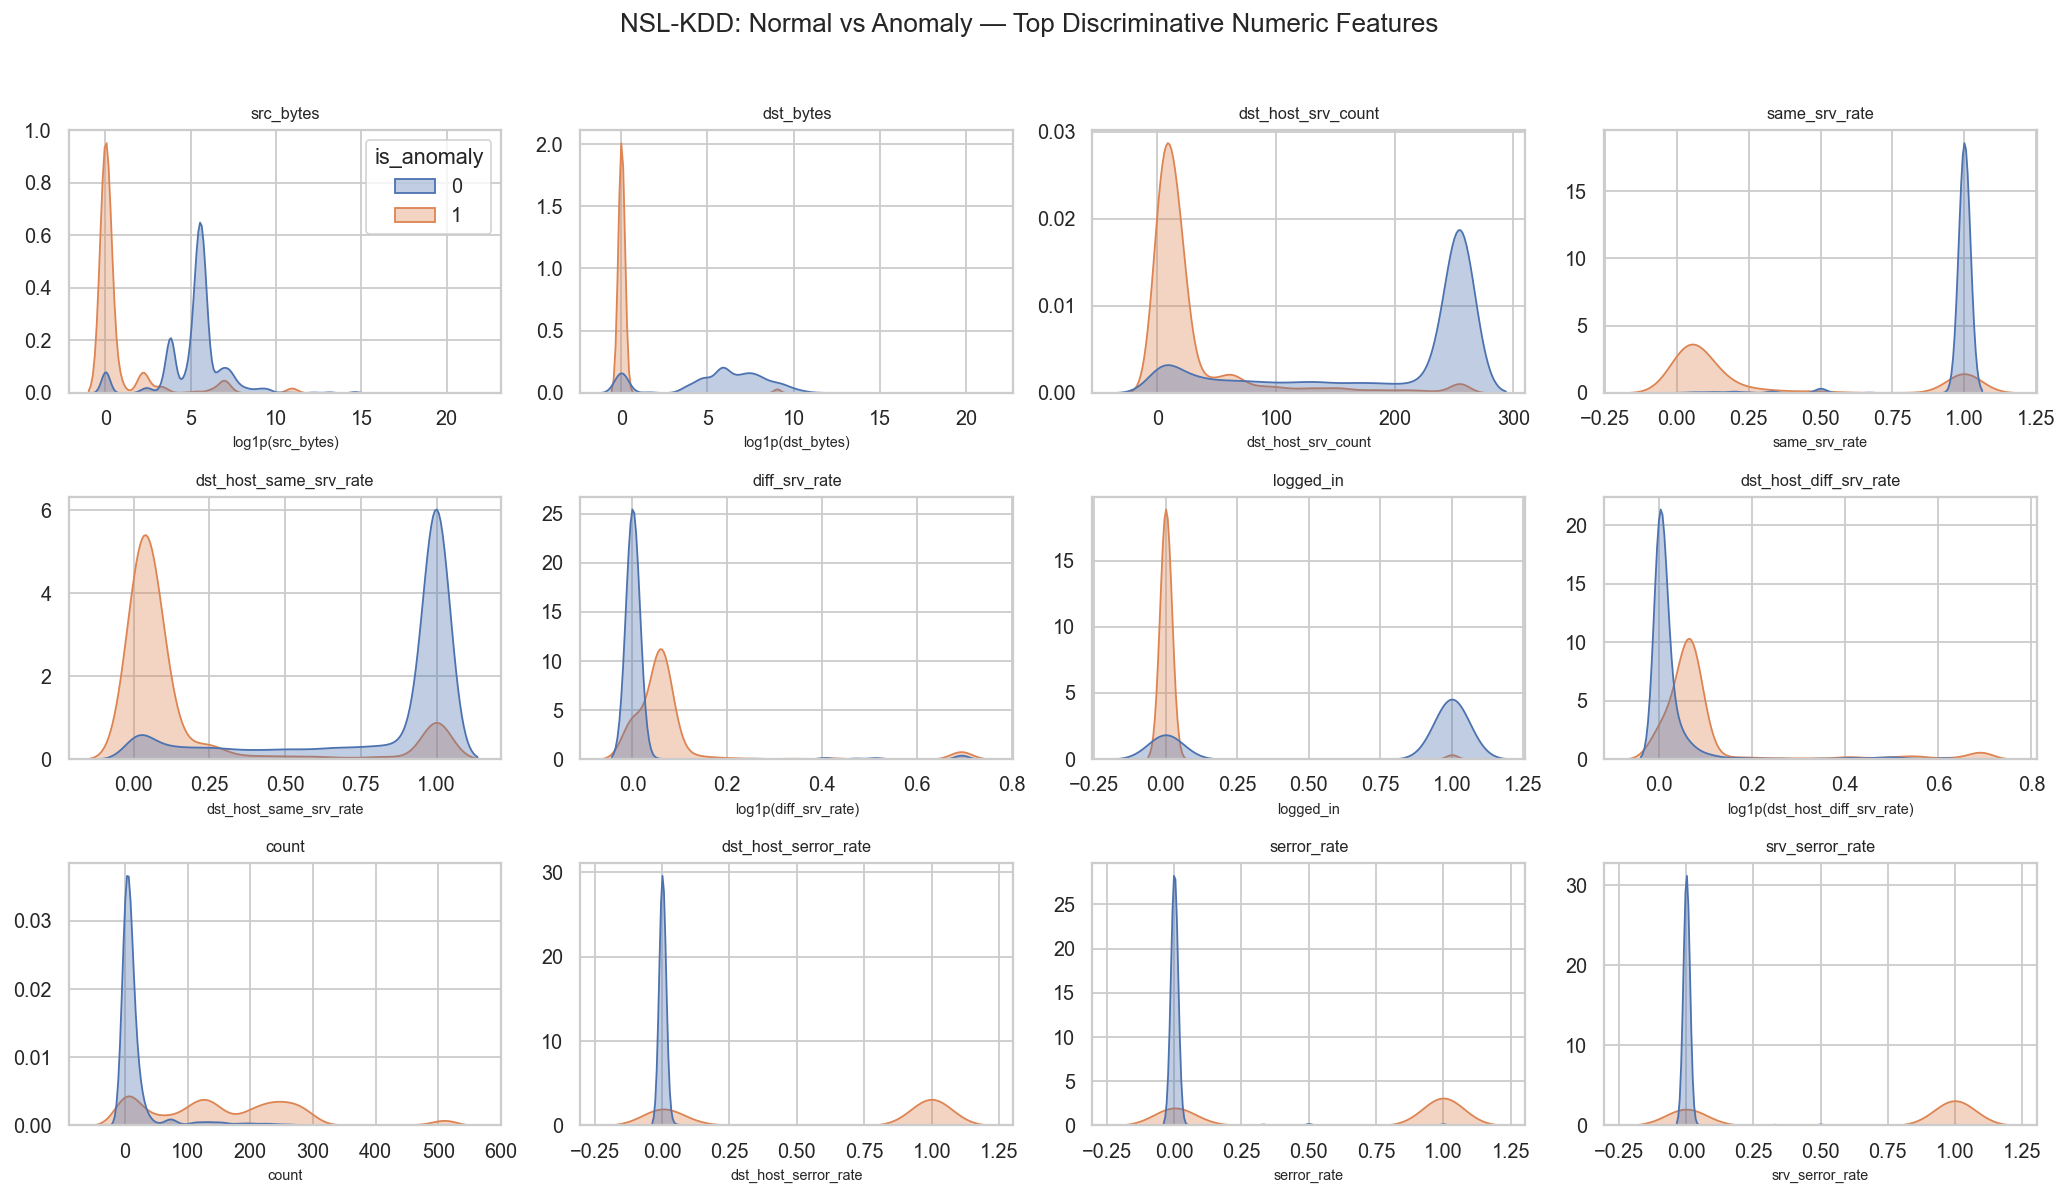 NSL-KDD: Normal vs Anomaly — Top Discriminative Numeric Features
src_bytes
1.0
0.8
0.6
0.4
0.2
0.0
is_anomaly
0
1
0 5 10 15 20
log1p(src_bytes)
dst_bytes
2.0
1.5
1.0
0.5
0.0
0 5 10 15 20
log1p(dst_bytes)
dst_host_srv_count
0.03
0.02
0.01
0.00
0 100 200 300
dst_host_srv_count
same_srv_rate
15
10
5
0
−0.25 0.00 0.25 0.50 0.75 1.00 1.25
same_srv_rate
dst_host_same_srv_rate
6
4
2
0
0.00 0.25 0.50 0.75 1.00
dst_host_same_srv_rate
diff_srv_rate
25
20
15
10
5
0
0.0 0.2 0.4 0.6 0.8
log1p(diff_srv_rate)
logged_in
15
10
5
0
−0.25 0.00 0.25 0.50 0.75 1.00 1.25
logged_in
dst_host_diff_srv_rate
20
15
10
5
0
0.0 0.2 0.4 0.6 0.8
log1p(dst_host_diff_srv_rate)
count
0.03
0.02
0.01
0.00
0 100 200 300 400 500 600
count
dst_host_serror_rate
30
20
10
0
−0.25 0.00 0.25 0.50 0.75 1.00 1.25
dst_host_serror_rate
serror_rate
25
20
15
10
5
0
−0.25 0.00 0.25 0.50 0.75 1.00 1.25
serror_rate
srv_serror_rate
30
20
10
0
−0.25 0.00 0.25 0.50 0.75 1.00 1.25
srv_serror_rate